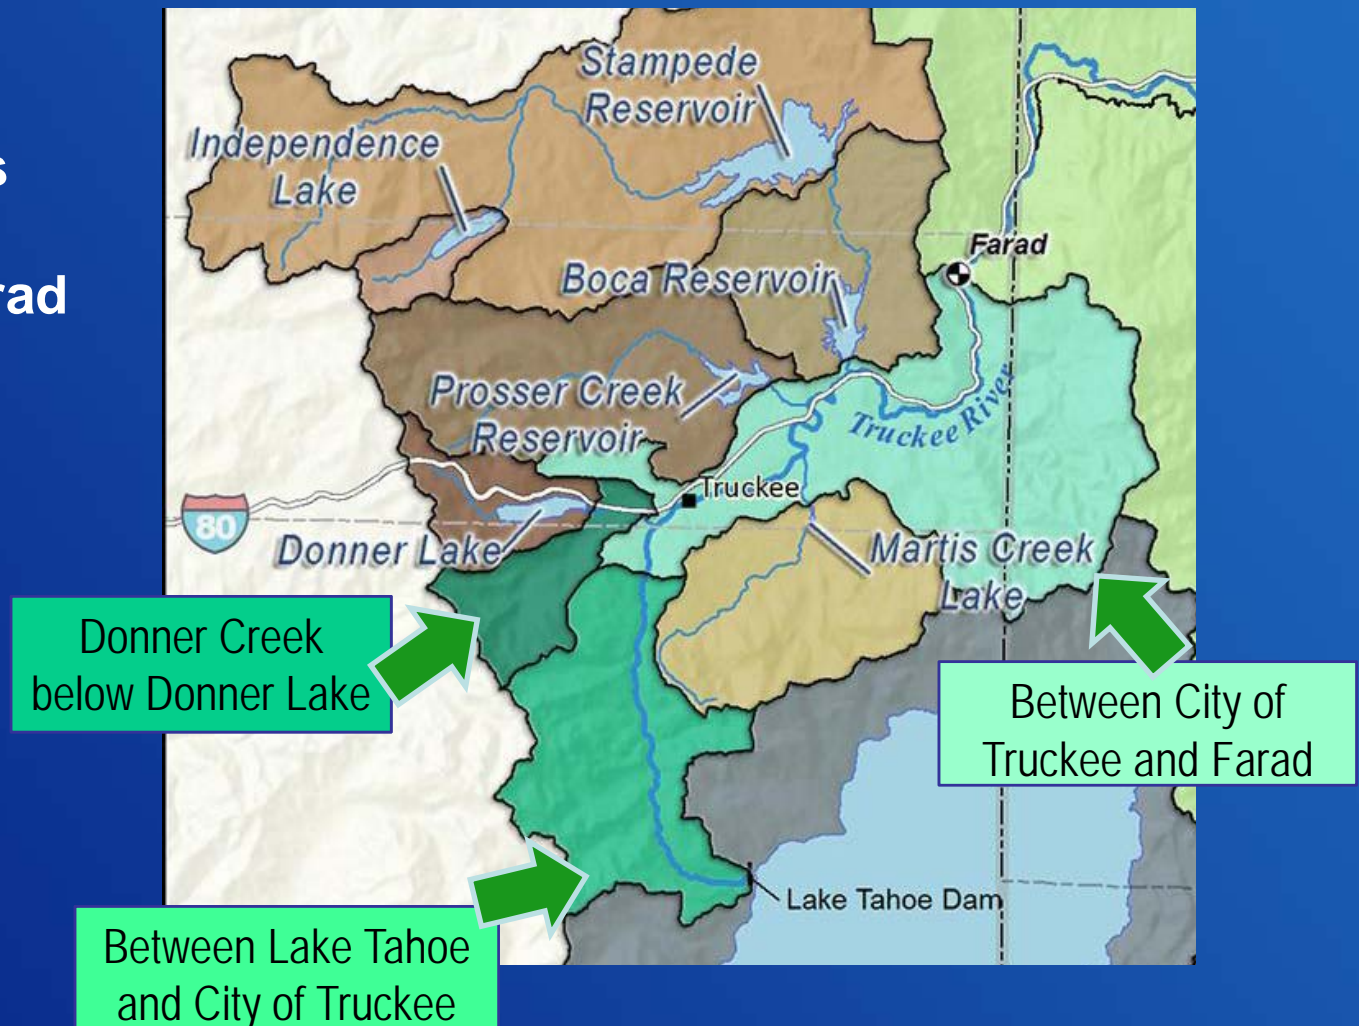 s
rad
Stampede
Reservoir
Independence
Lake
Farad
Boca Reservoir
Prosser Creek
Reservoir
Truckee River
Truckee
80
Donner Lake
Martis Creek
Lake
Donner Creek
below Donner Lake
Between City of
Truckee and Farad
Lake Tahoe Dam
Between Lake Tahoe
and City of Truckee